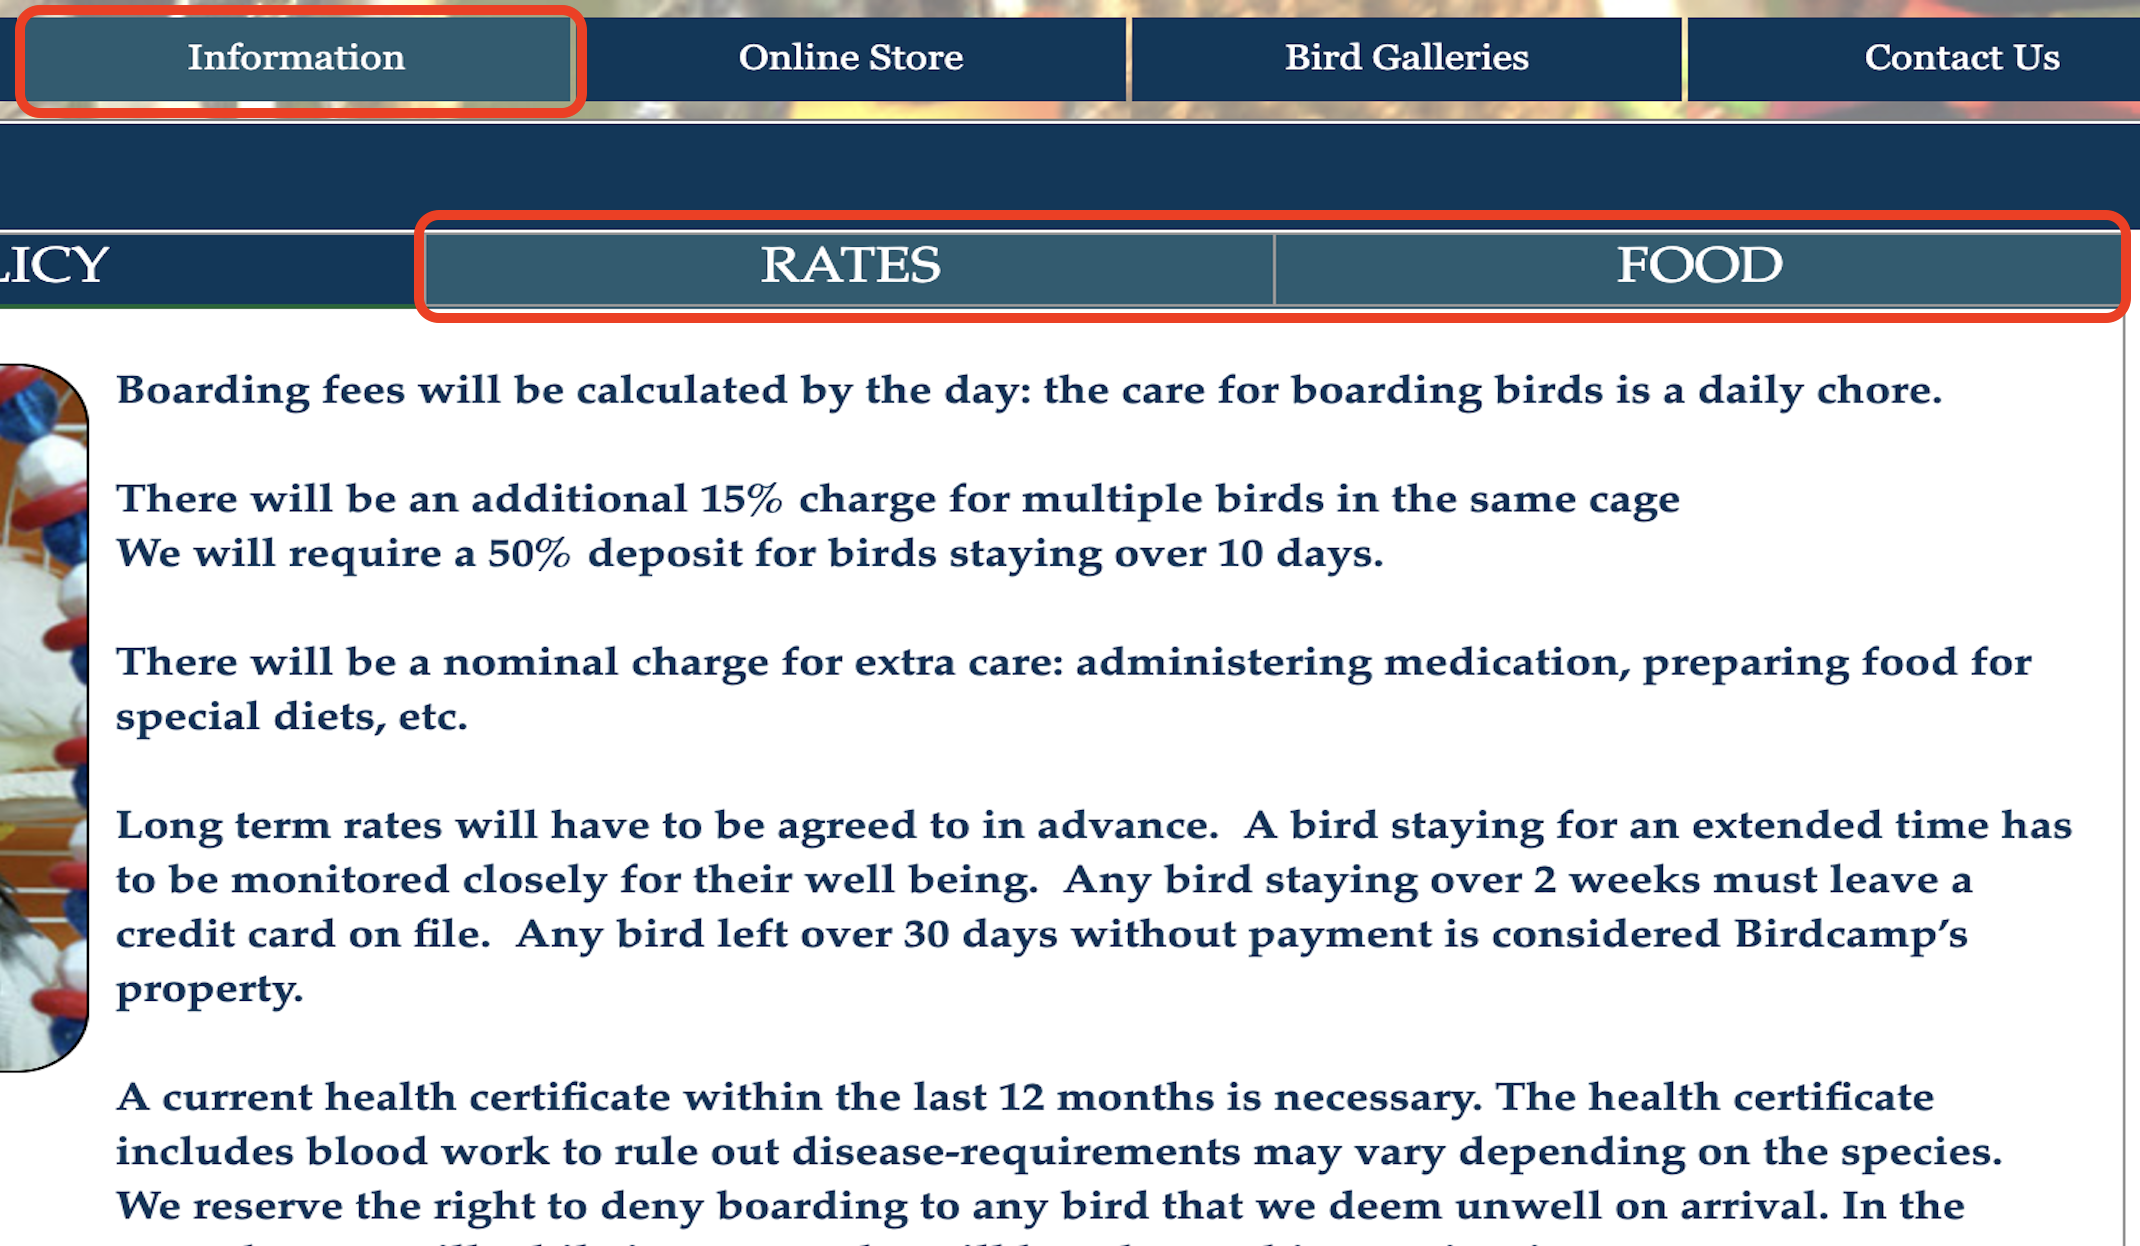 Information Online Store Bird Galleries Contact Us
LICY RATES FOOD
Boarding fees will be calculated by the day: the care for boarding birds is a daily chore.
There will be an additional 15% charge for multiple birds in the same cage
We will require a 50% deposit for birds staying over 10 days.
There will be a nominal charge for extra care: administering medication, preparing food for
special diets, etc.
Long term rates will have to be agreed to in advance.  A bird staying for an extended time has
to be monitored closely for their well being.  Any bird staying over 2 weeks must leave a
credit card on file.  Any bird left over 30 days without payment is considered Birdcamp’s
property.
A current health certificate within the last 12 months is necessary. The health certificate
includes blood work to rule out disease-requirements may vary depending on the species.
We reserve the right to deny boarding to any bird that we deem unwell on arrival. In the